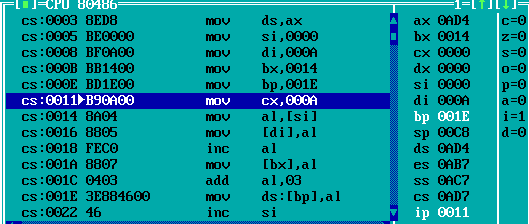 [■]=CPU 80486 1=[↑][↓]
cs:0003 8ED8 mov ds,ax ax 0AD4 c=0
cs:0005 BE0000 mov si,0000 bx 0014 z=0
cs:0008 BF0A00 mov di,000A cx 0000 s=0
cs:000B BB1400 mov bx,0014 dx 0000 o=0
cs:000E BD1E00 mov bp,001E si 0000 p=0
cs:0011►B90A00 mov cx,000A di 000A a=0
cs:0014 8A04 mov al,[si] bp 001E i=1
cs:0016 8805 mov [di],al sp 00C8 d=0
cs:0018 FEC0 inc al ds 0AD4
cs:001A 8807 mov [bx],al es 0AB7
cs:001C 0403 add al,03 ss 0AC7
cs:001E 3E884600 mov ds:[bp],al cs 0AD7
cs:0022 46 inc si ip 0011